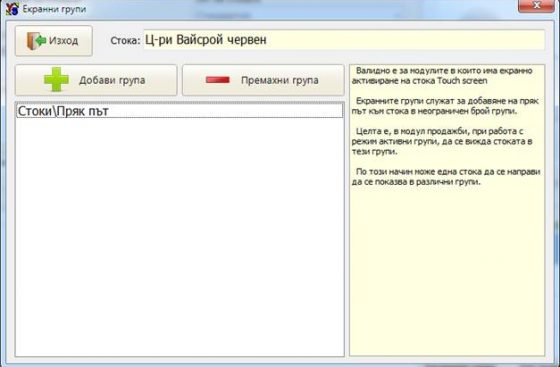 Екранни групи
Изход
Стока: Ц-ри Вайсрой червен
Добави група
Премахни група
Стоки\Пряк път
Валидно е за модулите в които има екранно
активиране на стока Touch screen
Екранните групи служат за добавяне на пряк
път към стока в неограничен брой групи.
Целта е, в модул продажби, при работа с
режим активни групи, да се вижда стоката в
тези групи.
По този начин може една стока да се направи
да се показва в различни групи.